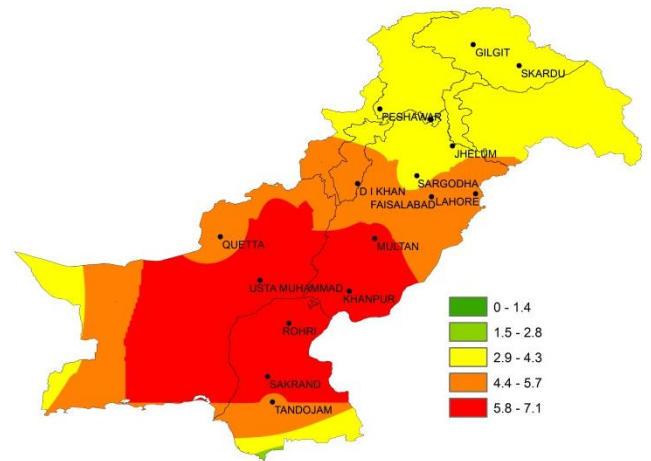 GILGIT
SKARDU
PESHAWAR
JHELUM
SARGODHA
D I KHAN
FAISALABAD
LAHORE
QUETTA
MULTAN
USTA MUHAMMAD
KHANPUR
ROHRI
SAKRAND
TANDOJAM
0 - 1.4
1.5 - 2.8
2.9 - 4.3
4.4 - 5.7
5.8 - 7.1